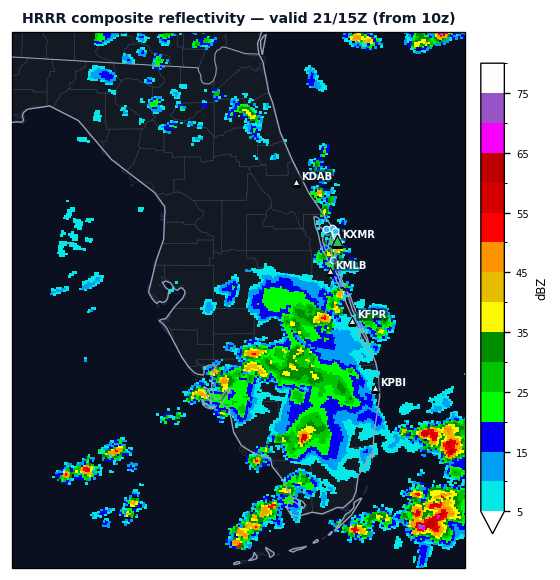 HRRR composite reflectivity — valid 21/15Z (from 10z)
KDAB
KXMR
KMLB
KFPR
KPBI
75
65
55
45
35
25
15
5
dBZ